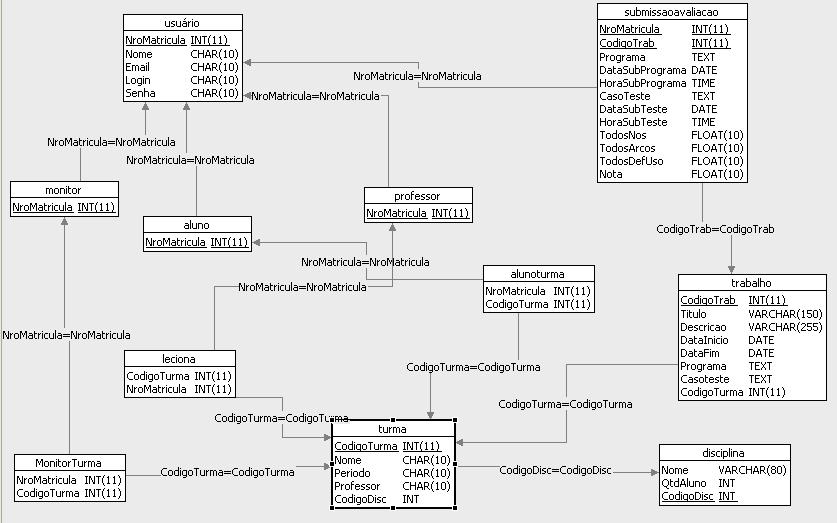 usuário
NroMatricula INT(11)
Nome CHAR(10)
Email CHAR(10)
Login CHAR(10)
Senha CHAR(10)
submissaoavaliacao
NroMatricula INT(11)
CodigoTrab INT(11)
Programa TEXT
DataSubPrograma DATE
HoraSubPrograma TIME
CasoTeste TEXT
DataSubTeste DATE
HoraSubTeste TIME
TodosNos FLOAT(10)
TodosArcos FLOAT(10)
TodosDefUso FLOAT(10)
Nota FLOAT(10)
NroMatricula=NroMatricula
NroMatricula=NroMatricula
NroMatricula=NroMatricula
NroMatricula=NroMatricula
monitor
NroMatricula INT(11)
professor
NroMatricula INT(11)
aluno
NroMatricula INT(11)
CodigoTrab=CodigoTrab
NroMatricula=NroMatricula
alunoturma
NroMatricula INT(11)
CodigoTurma INT(11)
trabalho
CodigoTrab INT(11)
Titulo VARCHAR(150)
Descricao VARCHAR(255)
DataInicio DATE
DataFim DATE
Programa TEXT
Casoteste TEXT
CodigoTurma INT(11)
NroMatricula=NroMatricula
NroMatricula=NroMatricula
leciona
CodigoTurma INT(11)
NroMatricula INT(11)
CodigoTurma=CodigoTurma
CodigoTurma=CodigoTurma
CodigoTurma=CodigoTurma
turma
CodigoTurma INT(11)
Nome CHAR(10)
Periodo CHAR(10)
Professor CHAR(10)
CodigoDisc INT
MonitorTurma
NroMatricula INT(11)
CodigoTurma INT(11)
CodigoTurma=CodigoTurma
CodigoDisc=CodigoDisc
disciplina
Nome VARCHAR(80)
QtdAluno INT
CodigoDisc INT